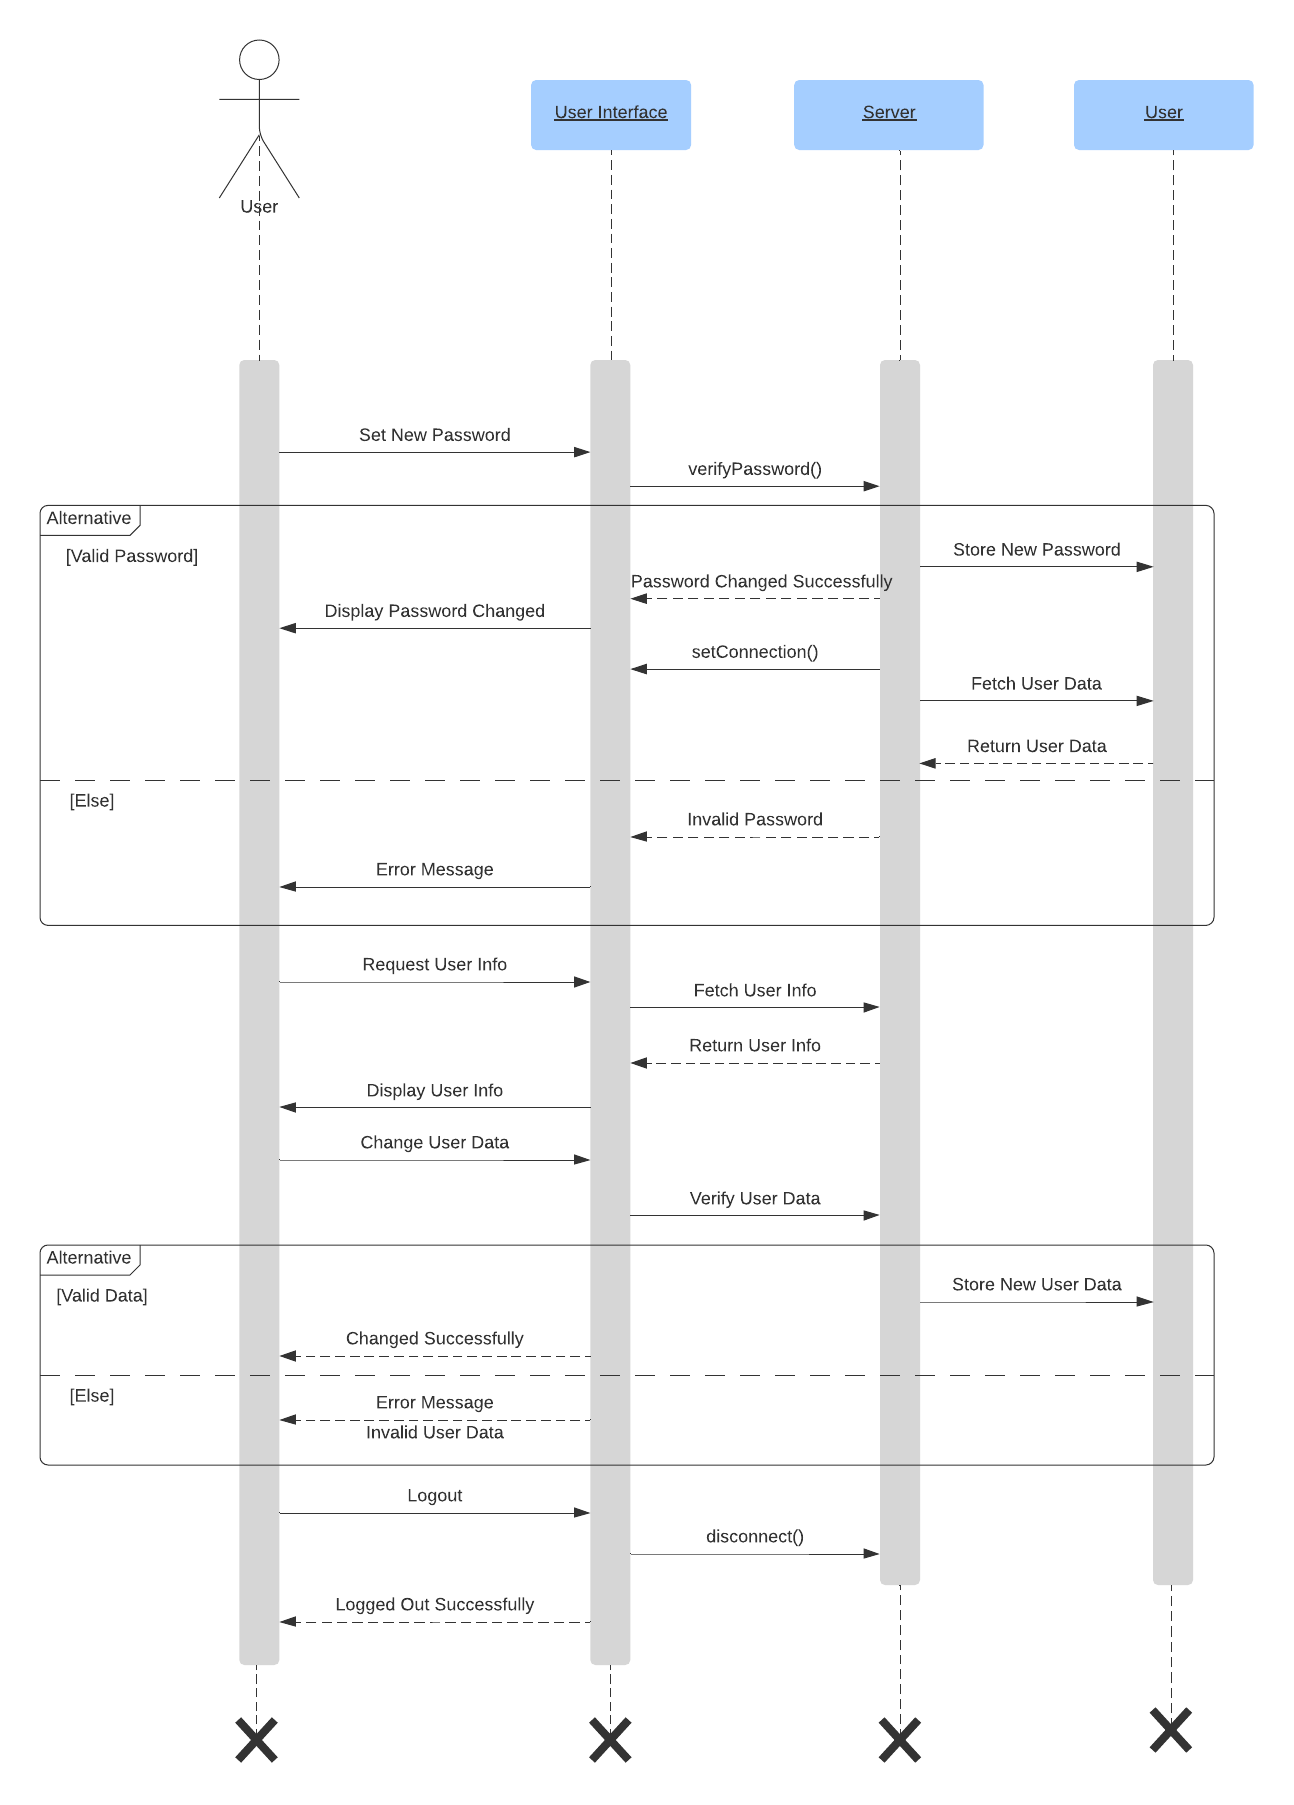 User Interface
Server
User
User
Set New Password
verifyPassword()
Alternative
[Valid Password]
Store New Password
Password Changed Successfully
Display Password Changed
setConnection()
Fetch User Data
Return User Data
[Else]
Invalid Password
Error Message
Request User Info
Fetch User Info
Return User Info
Display User Info
Change User Data
Verify User Data
Alternative
[Valid Data]
Store New User Data
Changed Successfully
[Else]
Error Message
Invalid User Data
Logout
disconnect()
Logged Out Successfully